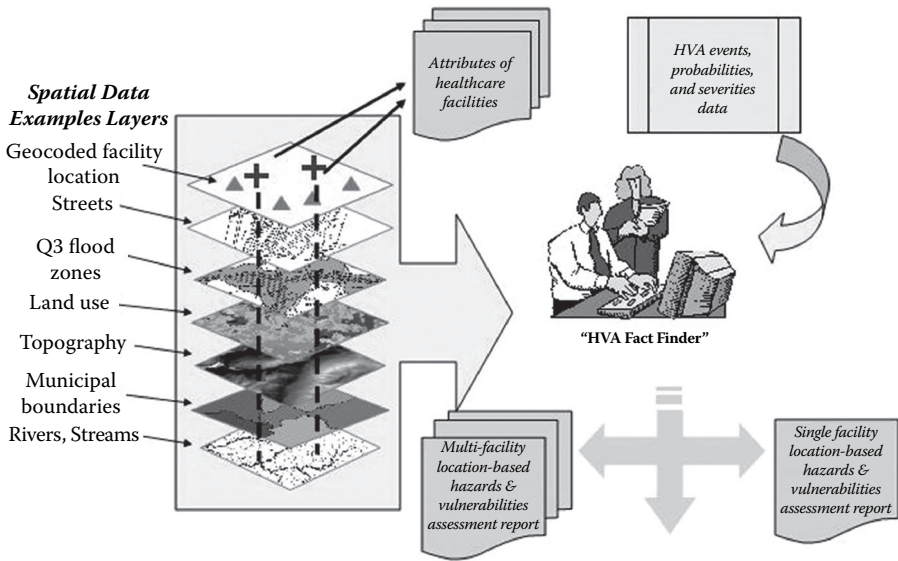 Spatial Data
Examples Layers
Geocoded facility
location
Streets
Q3 flood
zones
Land use
Topography
Municipal
boundaries
Rivers, Streams
Attributes of
healthcare
facilities
HVA events,
probabilities,
and severities
data
“HVA Fact Finder”
Multi-facility
location-based
hazards &
vulnerabilities
assessment report
Single facility
location-based
hazards &
vulnerabilities
assessment report